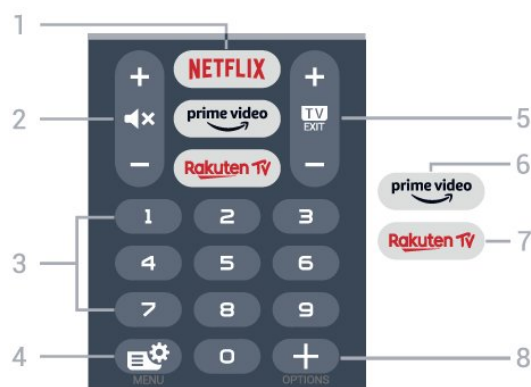 1
NETFLIX
+ +
2
prime video
TV
EXIT
5
- -
Rakuten TV
6
prime video
1 2 3
Rakuten TV
7
3
4 5 6
7 8 9
4
0
+
8
MENU
OPTIONS